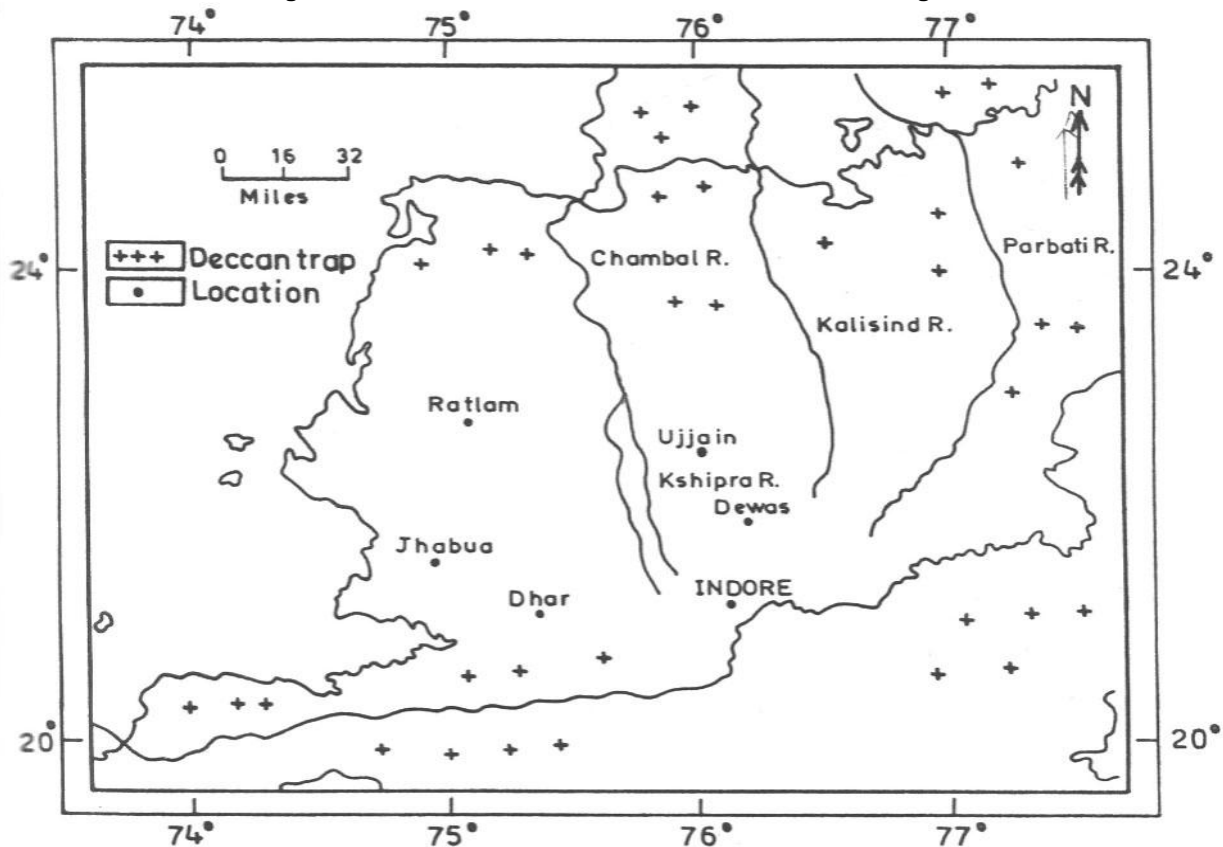 74° 75° 76° 77°
N
0 16 32
Miles
+++ Deccan trap
Location
Chambal R.
Parbati R.
24° 24°
Kalisind R.
Ratlam
Ujjain
Kshipra R.
Dewas
Jhabua
INDORE
Dhar
20° 20°
74° 75° 76° 77°